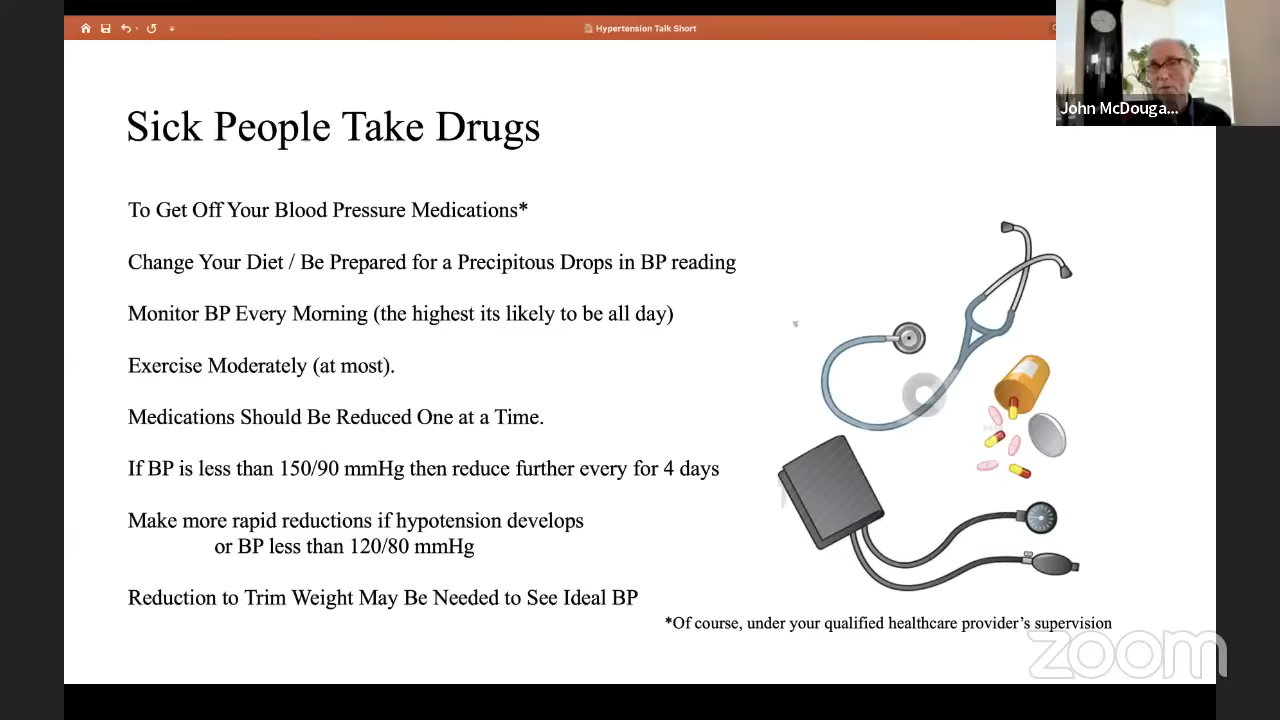 Hypertension Talk Short
John McDouga...
Sick People Take Drugs
To Get Off Your Blood Pressure Medications*
Change Your Diet / Be Prepared for a Precipitous Drops in BP reading
Monitor BP Every Morning (the highest its likely to be all day)
Exercise Moderately (at most).
Medications Should Be Reduced One at a Time.
If BP is less than 150/90 mmHg then reduce further every for 4 days
Make more rapid reductions if hypotension develops
or BP less than 120/80 mmHg
Reduction to Trim Weight May Be Needed to See Ideal BP
*Of course, under your qualified healthcare provider's supervision
zoom